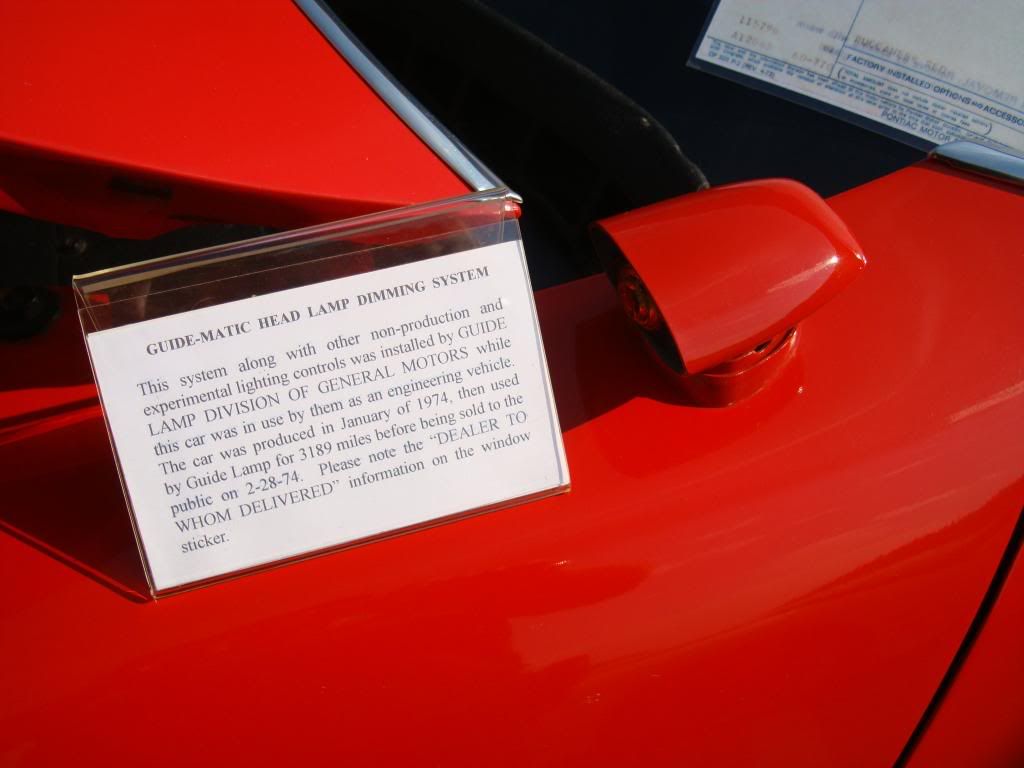 GUIDE-MATIC HEAD LAMP DIMMING SYSTEM
This system along with other non-production and
experimental lighting controls was installed by GUIDE
LAMP DIVISION OF GENERAL MOTORS while
this car was in use by them as an engineering vehicle.
The car was produced in January of 1974, then used
by Guide Lamp for 3189 miles before being sold to the
public on 2-28-74. Please note the “DEALER TO
WHOM DELIVERED” information on the window
sticker.
BUCCANEER RED
FACTORY INSTALLED OPTIONS AND ACCESSO
PONTIAC MOTOR